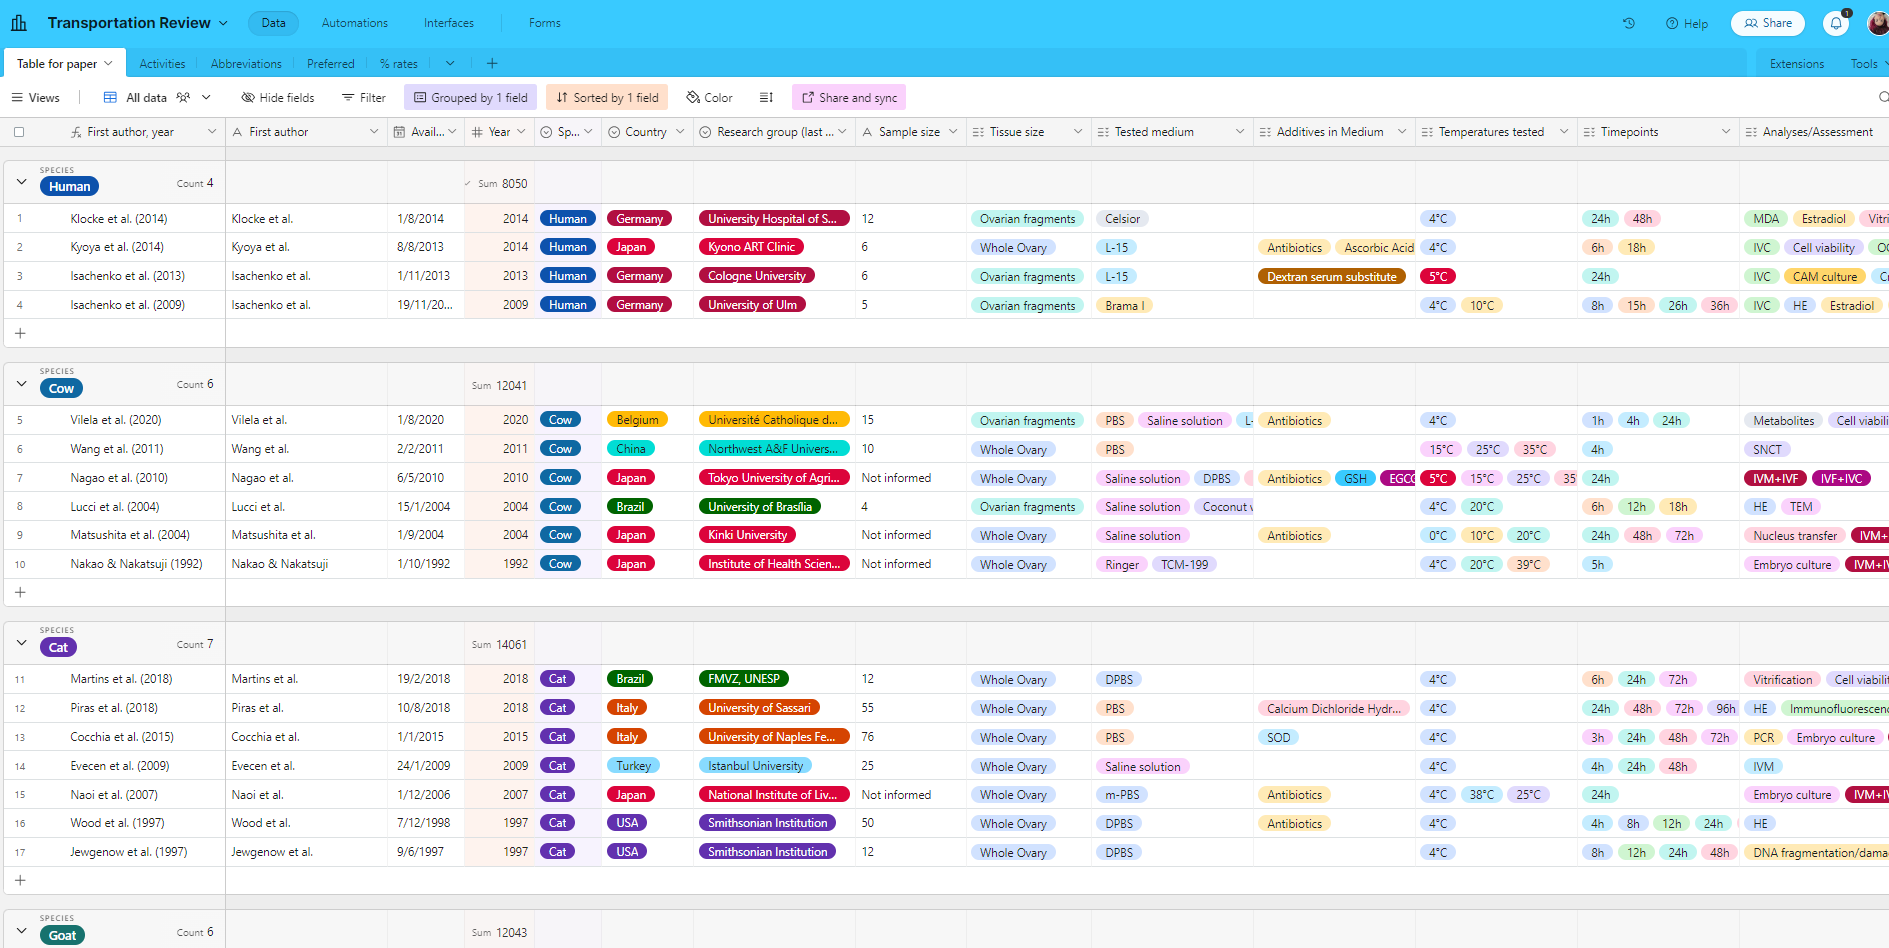 Transportation Review Data Automations Interfaces Forms Help Share 1
Table for paper Activities Abbreviations Preferred % rates Extensions Tools
Views All data Hide fields Filter Grouped by 1 field Sorted by 1 field Color Share and sync
First author, year First author Avail... Year Sp... Country Research group (last ... Sample size Tissue size Tested medium Additives in Medium Temperatures tested Timepoints Analyses/Assessment
SPECIES
Human Count 4 Sum 8050
1 Klocke et al. (2014) Klocke et al. 1/8/2014 2014 Human Germany University Hospital of S... 12 Ovarian fragments Celsior 4°C 24h 48h MDA Estradiol
2 Kyoya et al. (2014) Kyoya et al. 8/8/2013 2014 Human Japan Kyono ART Clinic 6 Whole Ovary L-15 Antibiotics Ascorbic Acid 4°C 6h 18h IVC Cell viability
3 Isachenko et al. (2013) Isachenko et al. 1/11/2013 2013 Human Germany Cologne University 6 Ovarian fragments L-15 Dextran serum substitute 5°C 24h IVC CAM culture
4 Isachenko et al. (2009) Isachenko et al. 19/11/20... 2009 Human Germany University of Ulm 5 Ovarian fragments Brama I 4°C 10°C 8h 15h 26h 36h IVC HE Estradiol
SPECIES
Cow Count 6 Sum 12041
5 Vilela et al. (2020) Vilela et al. 1/8/2020 2020 Cow Belgium Université Catholique d... 15 Ovarian fragments PBS Saline solution L- Antibiotics 4°C 1h 4h 24h Metabolites Cell viabili
6 Wang et al. (2011) Wang et al. 2/2/2011 2011 Cow China Northwest A&F Univers... 10 Whole Ovary PBS 15°C 25°C 35°C 4h SNCT
7 Nagao et al. (2010) Nagao et al. 6/5/2010 2010 Cow Japan Tokyo University of Agri... Not informed Whole Ovary Saline solution DPBS Antibiotics GSH EGCG 5°C 15°C 25°C 35 24h IVM+IVF IVF+IVC
8 Lucci et al. (2004) Lucci et al. 15/1/2004 2004 Cow Brazil University of Brasília 4 Ovarian fragments Saline solution Coconut 4°C 20°C 6h 12h 18h HE TEM
9 Matsushita et al. (2004) Matsushita et al. 1/9/2004 2004 Cow Japan Kinki University Not informed Whole Ovary Saline solution Antibiotics 0°C 10°C 20°C 24h 48h 72h Nucleus transfer IVM+
10 Nakao & Nakatsuji (1992) Nakao & Nakatsuji 1/10/1992 1992 Cow Japan Institute of Health Scien... Not informed Whole Ovary Ringer TCM-199 4°C 20°C 39°C 5h Embryo culture IVM+IV
SPECIES
Cat Count 7 Sum 14061
11 Martins et al. (2018) Martins et al. 19/2/2018 2018 Cat Brazil FMVZ, UNESP 12 Whole Ovary DPBS 4°C 6h 24h 72h Vitrification Cell viabilit
12 Piras et al. (2018) Piras et al. 10/8/2018 2018 Cat Italy University of Sassari 55 Whole Ovary PBS Calcium Dichloride Hydr... 4°C 24h 48h 72h 96h HE Immunofluorescenc
13 Cocchia et al. (2015) Cocchia et al. 1/1/2015 2015 Cat Italy University of Naples Fe... 76 Whole Ovary PBS SOD 4°C 3h 24h 48h 72h PCR Embryo culture
14 Evecen et al. (2009) Evecen et al. 24/1/2009 2009 Cat Turkey Istanbul University 25 Whole Ovary Saline solution 4°C 4h 24h 48h IVM
15 Naoi et al. (2007) Naoi et al. 1/12/2006 2007 Cat Japan National Institute of Liv... Not informed Whole Ovary m-PBS Antibiotics 4°C 38°C 25°C 24h Embryo culture IVM+IV
16 Wood et al. (1997) Wood et al. 7/12/1998 1997 Cat USA Smithsonian Institution 50 Whole Ovary DPBS Antibiotics 4°C 4h 8h 12h 24h HE
17 Jewgenow et al. (1997) Jewgenow et al. 9/6/1997 1997 Cat USA Smithsonian Institution 12 Whole Ovary DPBS 4°C 8h 12h 24h 48h DNA fragmentation/dama
SPECIES
Goat Count 6 Sum 12043